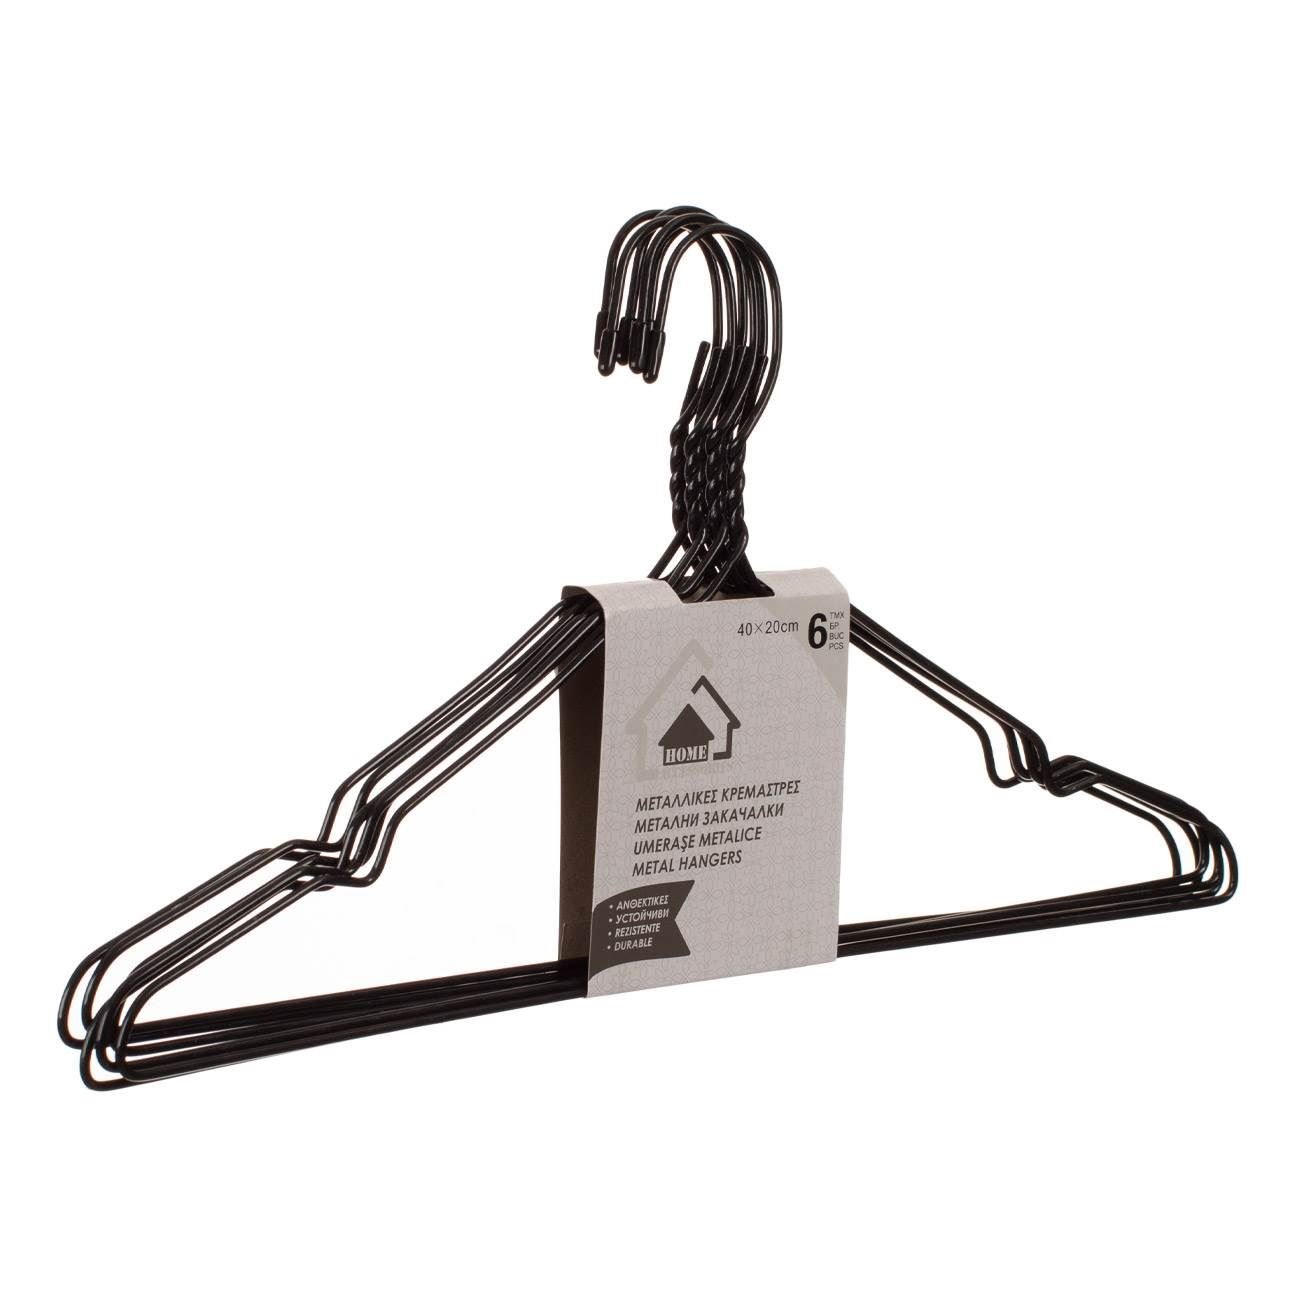 40×20cm
6
ΤΜΧ
БР
BUC
PCS
HOME
ΜΕΤΑΛΛΙΚΕΣ ΚΡΕΜΑΣΤΡΕΣ
МЕТАЛНИ ЗАКАЧАЛКИ
UMERAŞE METALICE
METAL HANGERS
• ΑΝΘΕΚΤΙΚΕΣ
• УСТОЙЧИВИ
• REZISTENTE
• DURABLE